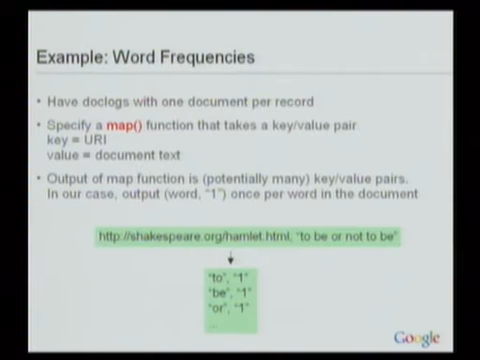 Example: Word Frequencies
• Have doclogs with one document per record
• Specify a map() function that takes a key/value pair
key = URI
value = document text
• Output of map function is (potentially many) key/value pairs.
In our case, output (word, "1") once per word in the document
http://shakespeare.org/hamlet.html, "to be or not to be"
"to", "1"
"be", "1"
"or", "1"
...
Google